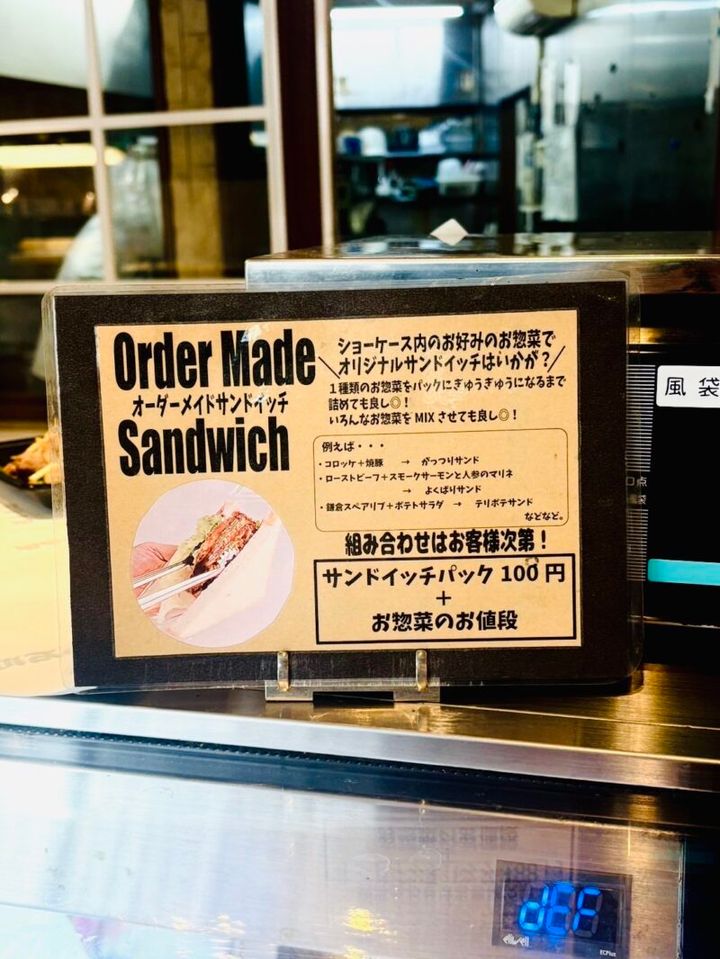 Order Made
オーダーメイドサンドイッチ
Sandwich
ショーケース内のお好みのお惣菜で
オリジナルサンドイッチはいかが？
１種類のお惣菜をパックにぎゅうぎゅうになるまで
詰めても良し◎！
いろんなお惣菜を MIX させても良し◎！
例えば・・・
・コロッケ＋焼豚　→　がっつりサンド
・ローストビーフ＋スモークサーモンと人参のマリネ
→　よくばりサンド
・鎌倉スペアリブ＋ポテトサラダ　→　テリポテサンド
などなど。
組み合わせはお客様次第！
サンドイッチパック 100 円
＋
お惣菜のお値段
風 袋
dEF